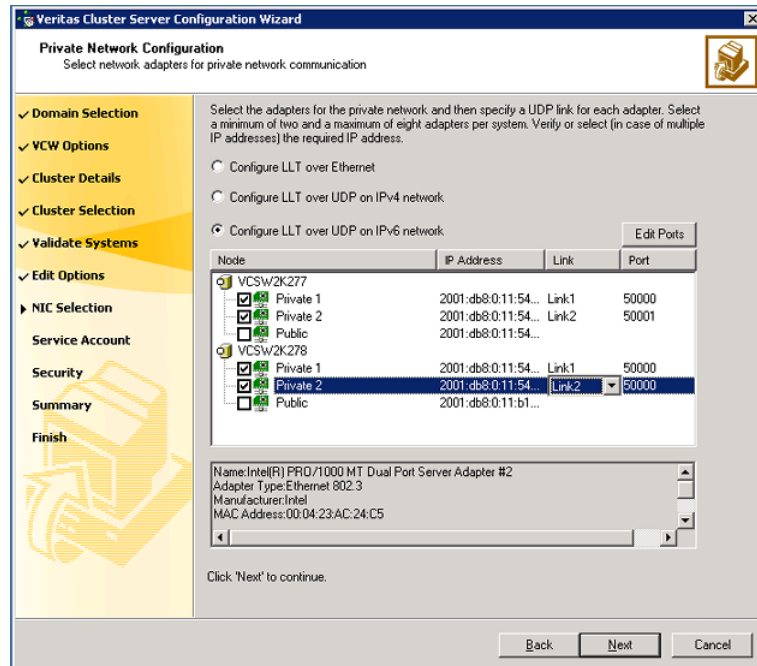 Veritas Cluster Server Configuration Wizard
Private Network Configuration
Select network adapters for private network communication
Domain Selection
VCW Options
Cluster Details
Cluster Selection
Validate Systems
Edit Options
NIC Selection
Service Account
Security
Summary
Finish
Select the adapters for the private network and then specify a UDP link for each adapter. Select
a minimum of two and a maximum of eight adapters per system. Verify or select (in case of multiple
IP addresses) the required IP address.
Configure LLT over Ethernet
Configure LLT over UDP on IPv4 network
Configure LLT over UDP on IPv6 network
Edit Ports
Node IP Address Link Port
VCSW2K277
Private 1 2001:db8:0:11:54... Link1 50000
Private 2 2001:db8:0:11:54... Link2 50001
Public 2001:db8:0:11:54...
VCSW2K278
Private 1 2001:db8:0:11:54... Link1 50000
Private 2 2001:db8:0:11:54... Link2 50000
Public 2001:db8:0:11:b1...
Name:Intel(R) PRO/1000 MT Dual Port Server Adapter #2
Adapter Type:Ethernet 802.3
Manufacturer:Intel
MAC Address:00:04:23:AC:24:C5
Click 'Next' to continue.
Back Next Cancel